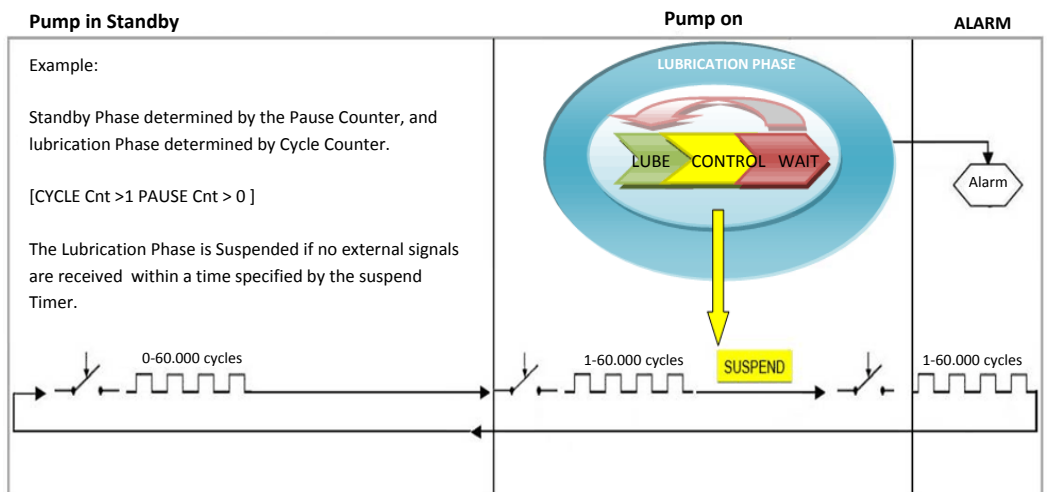 Pump in Standby
Pump on
ALARM
Example:
Standby Phase determined by the Pause Counter, and
lubrication Phase determined by Cycle Counter.
[CYCLE Cnt >1 PAUSE Cnt > 0 ]
The Lubrication Phase is Suspended if no external signals
are received within a time specified by the suspend
Timer.
LUBRICATION PHASE
LUBE CONTROL WAIT
Alarm
0-60.000 cycles
1-60.000 cycles
SUSPEND
1-60.000 cycles